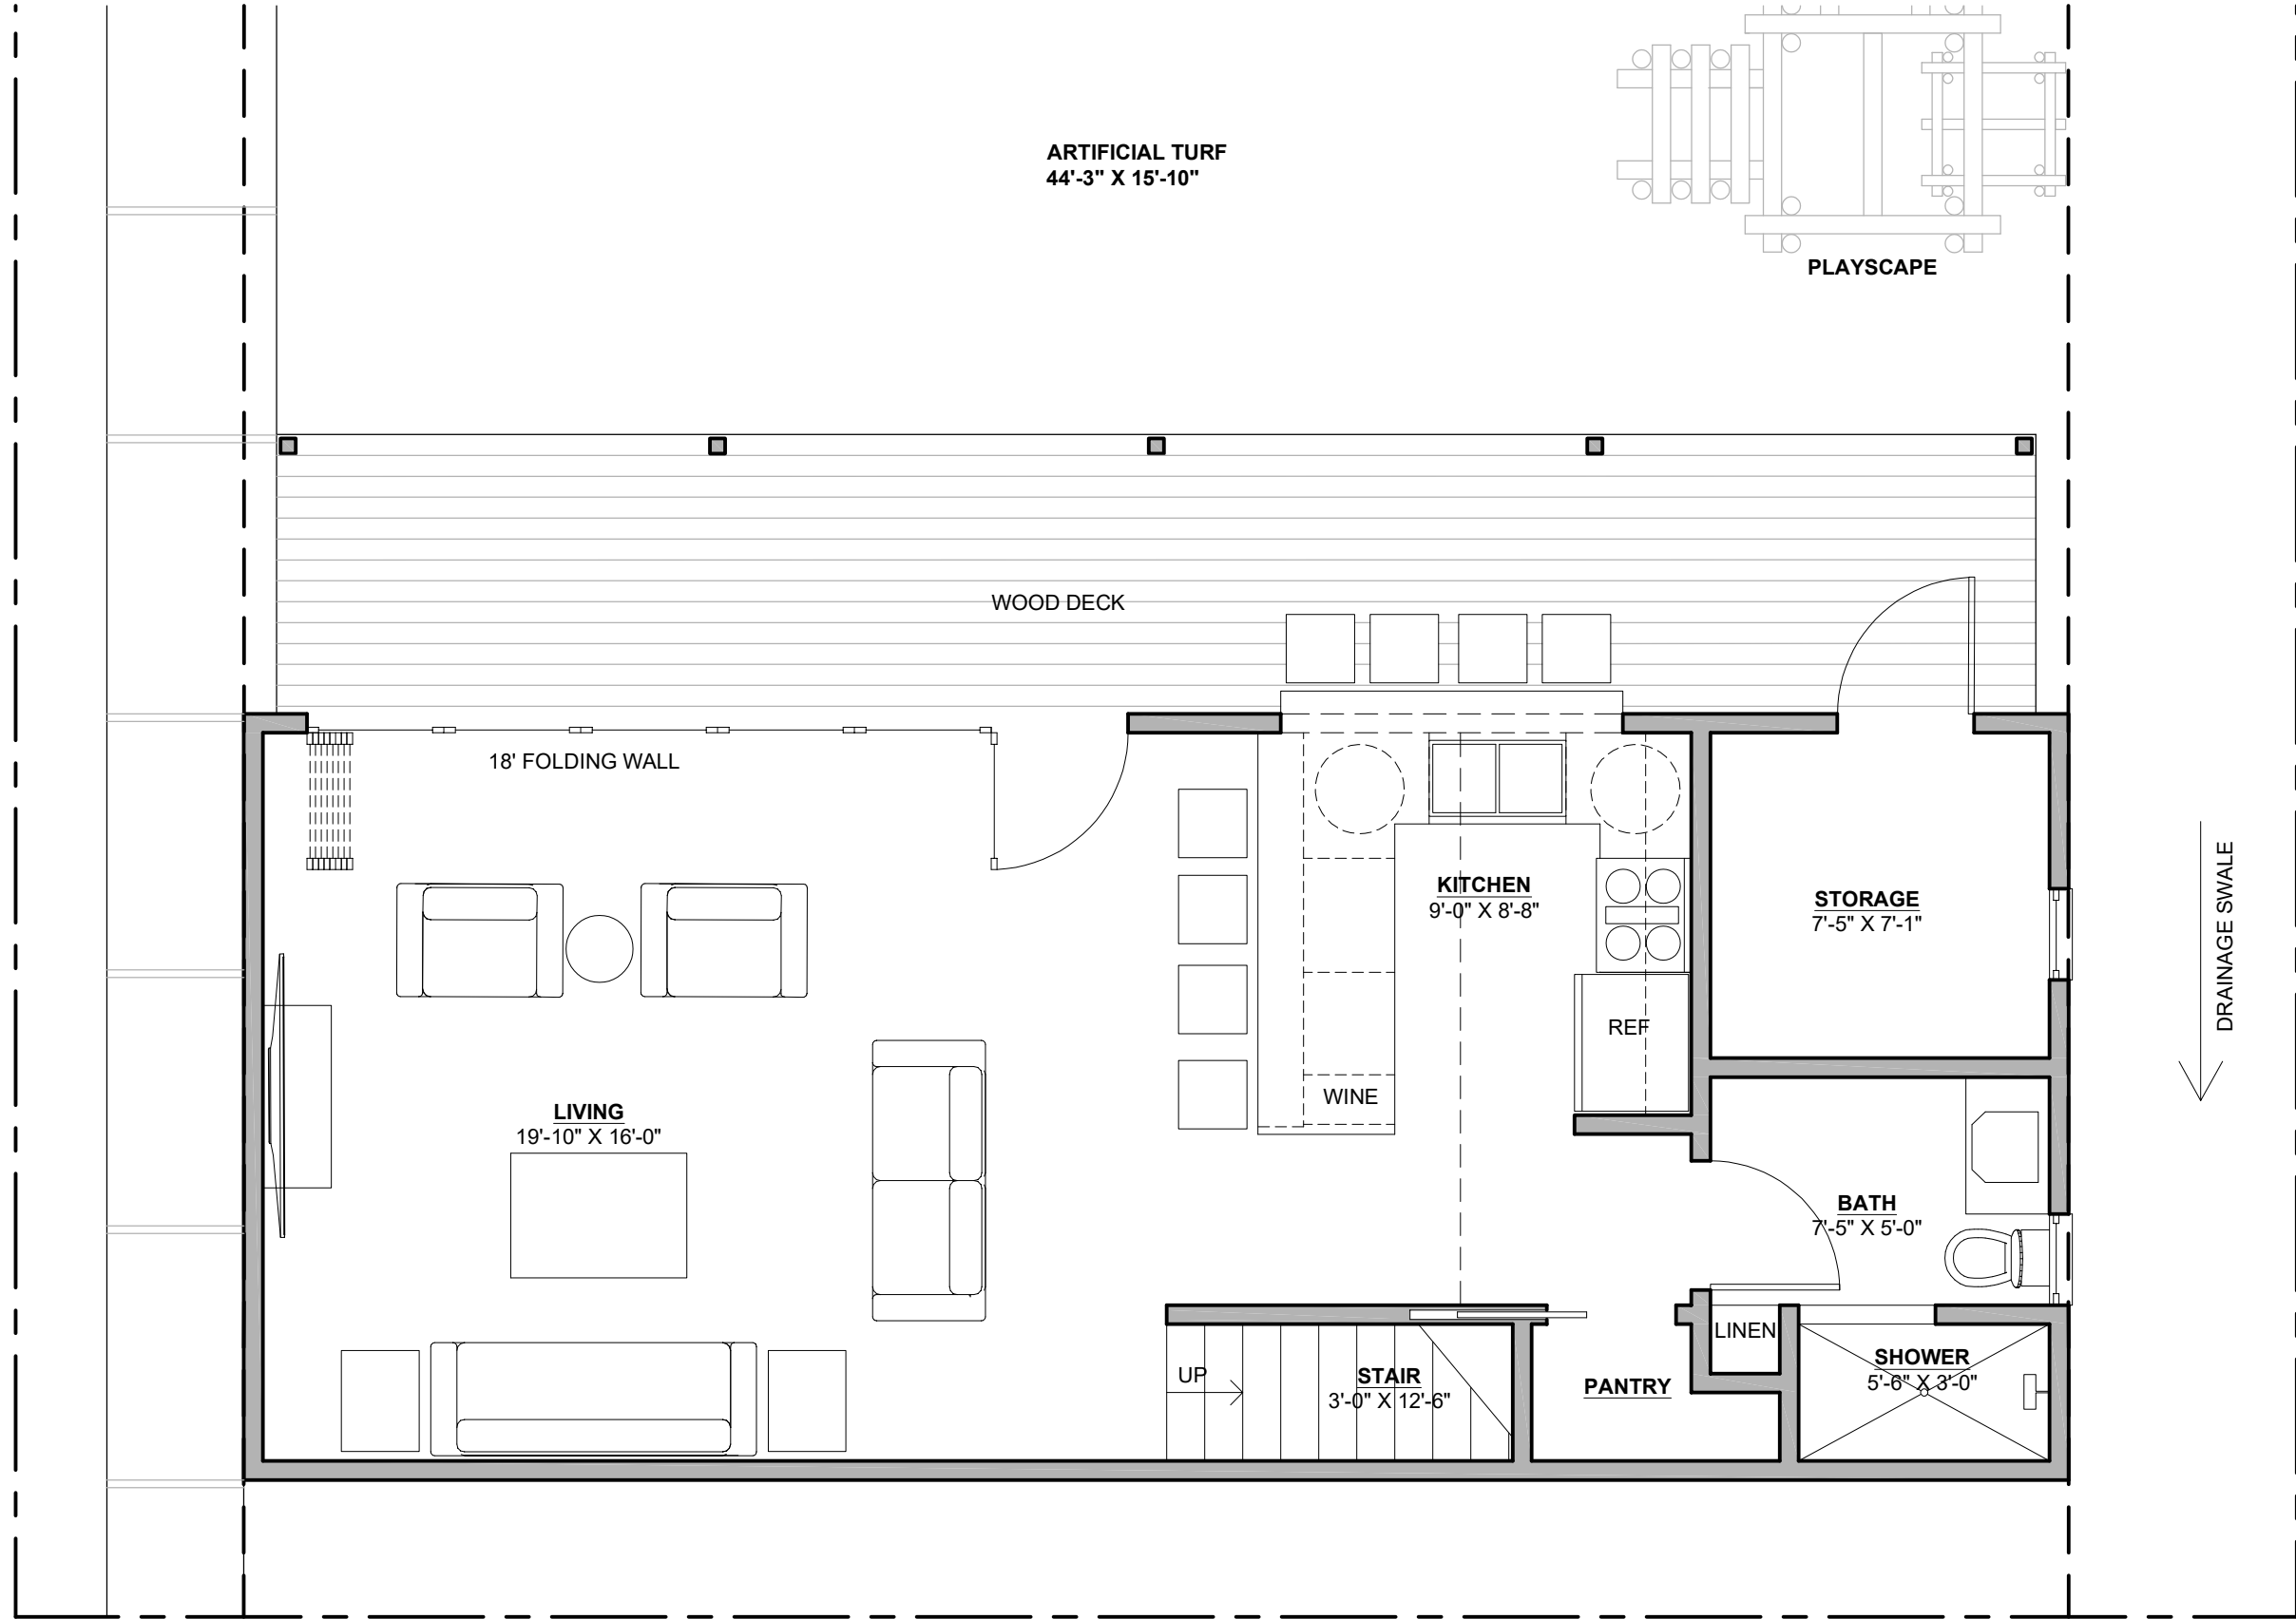 ARTIFICIAL TURF
44'-3" X 15'-10"
PLAYSCAPE
WOOD DECK
18' FOLDING WALL
KITCHEN
9'-0" X 8'-8"
STORAGE
7'-5" X 7'-1"
DRAINAGE SWALE
REF
WINE
LIVING
19'-10" X 16'-0"
BATH
7'-5" X 5'-0"
LINEN
UP
STAIR
3'-0" X 12'-6"
PANTRY
SHOWER
5'-6" X 3'-0"